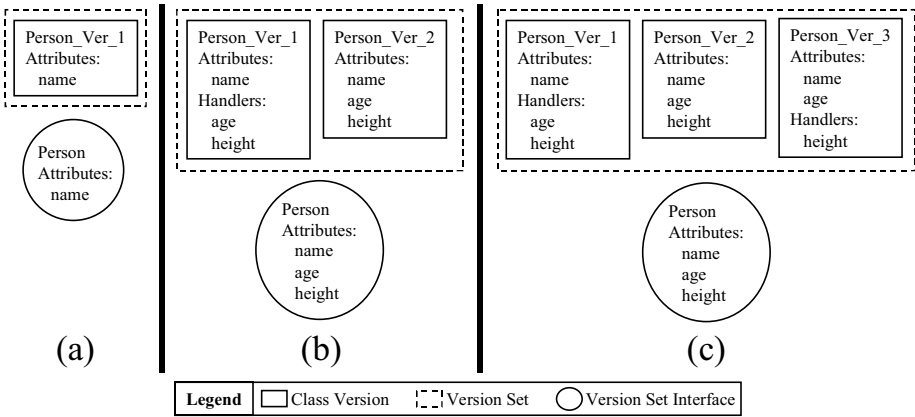 Person_Ver_1
Attributes:
name
Person
Attributes:
name
(a)
Person_Ver_1
Attributes:
name
Handlers:
age
height
Person_Ver_2
Attributes:
name
age
height
Person
Attributes:
name
age
height
(b)
Person_Ver_1
Attributes:
name
Handlers:
age
height
Person_Ver_2
Attributes:
name
age
height
Person_Ver_3
Attributes:
name
age
Handlers:
height
Person
Attributes:
name
age
height
(c)
Legend
Class Version
Version Set
Version Set Interface